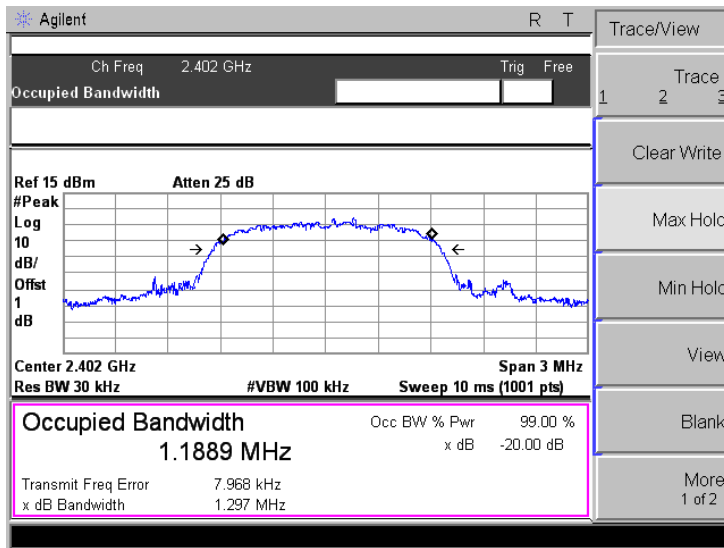 Agilent R T
Ch Freq 2.402 GHz Trig Free
Occupied Bandwidth
Ref 15 dBm Atten 25 dB
#Peak
Log
10
dB/
Offst
1
dB
Center 2.402 GHz Span 3 MHz
Res BW 30 kHz #VBW 100 kHz Sweep 10 ms (1001 pts)
Occupied Bandwidth
1.1889 MHz
Occ BW % Pwr 99.00 %
x dB -20.00 dB
Transmit Freq Error 7.968 kHz
x dB Bandwidth 1.297 MHz
Trace/View
Trace
1 2 3
Clear Write
Max Hold
Min Hold
View
Blank
More
1 of 2